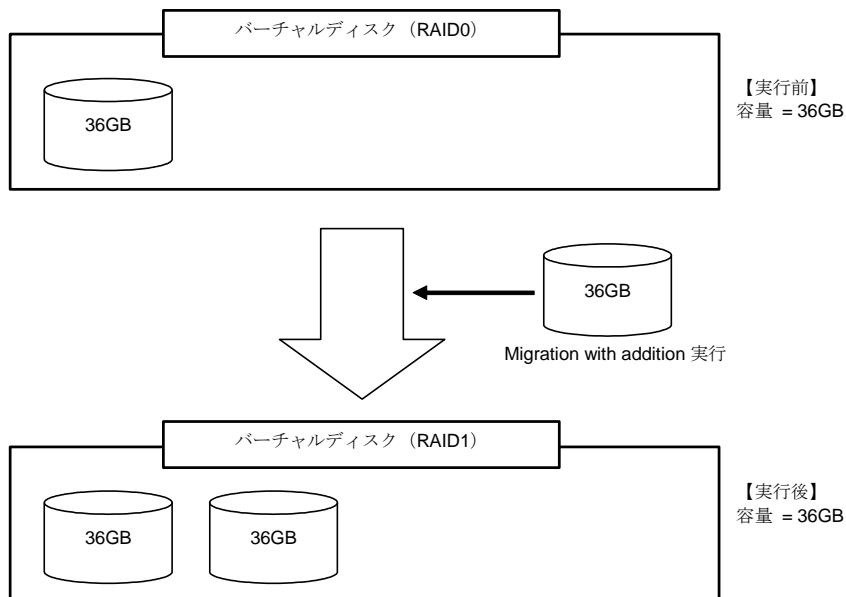 バーチャルディスク（RAID0）
36GB
【実行前】
容量 = 36GB
36GB
Migration with addition 実行
バーチャルディスク（RAID1）
36GB
36GB
【実行後】
容量 = 36GB